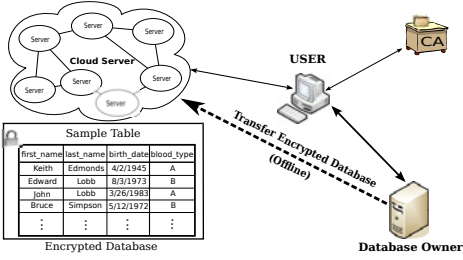 Server
Server
Server
Cloud Server
Server
Server
Server
Server
USER
CA
Transfer Encrypted Database
(Offline)
Sample Table
first_name last_name birth_date blood_type
Keith Edmonds 4/2/1945 A
Edward Lobb 8/3/1973 B
John Lobb 3/26/1983 A
Bruce Simpson 5/12/1972 B
⋮ ⋮ ⋮ ⋮
Encrypted Database
Database Owner